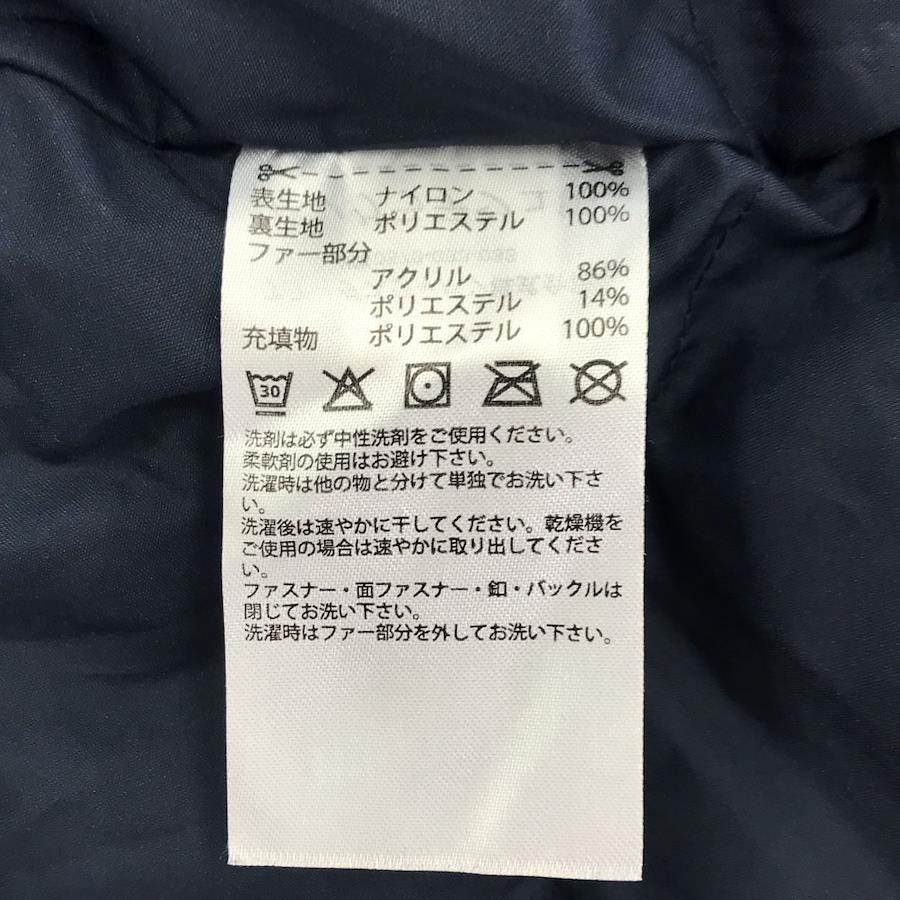 表生地 ナイロン 100%
裏生地 ポリエステル 100%
ファー部分
アクリル 86%
ポリエステル 14%
充填物 ポリエステル 100%
30
洗剤は必ず中性洗剤をご使用ください。
柔軟剤の使用はお避け下さい。
洗濯時は他の物と分けて単独でお洗い下さ
い。
洗濯後は速やかに干してください。乾燥機を
ご使用の場合は速やかに取り出してくださ
い。
ファスナー・面ファスナー・釦・バックルは
閉じてお洗い下さい。
洗濯時はファー部分を外してお洗い下さい。